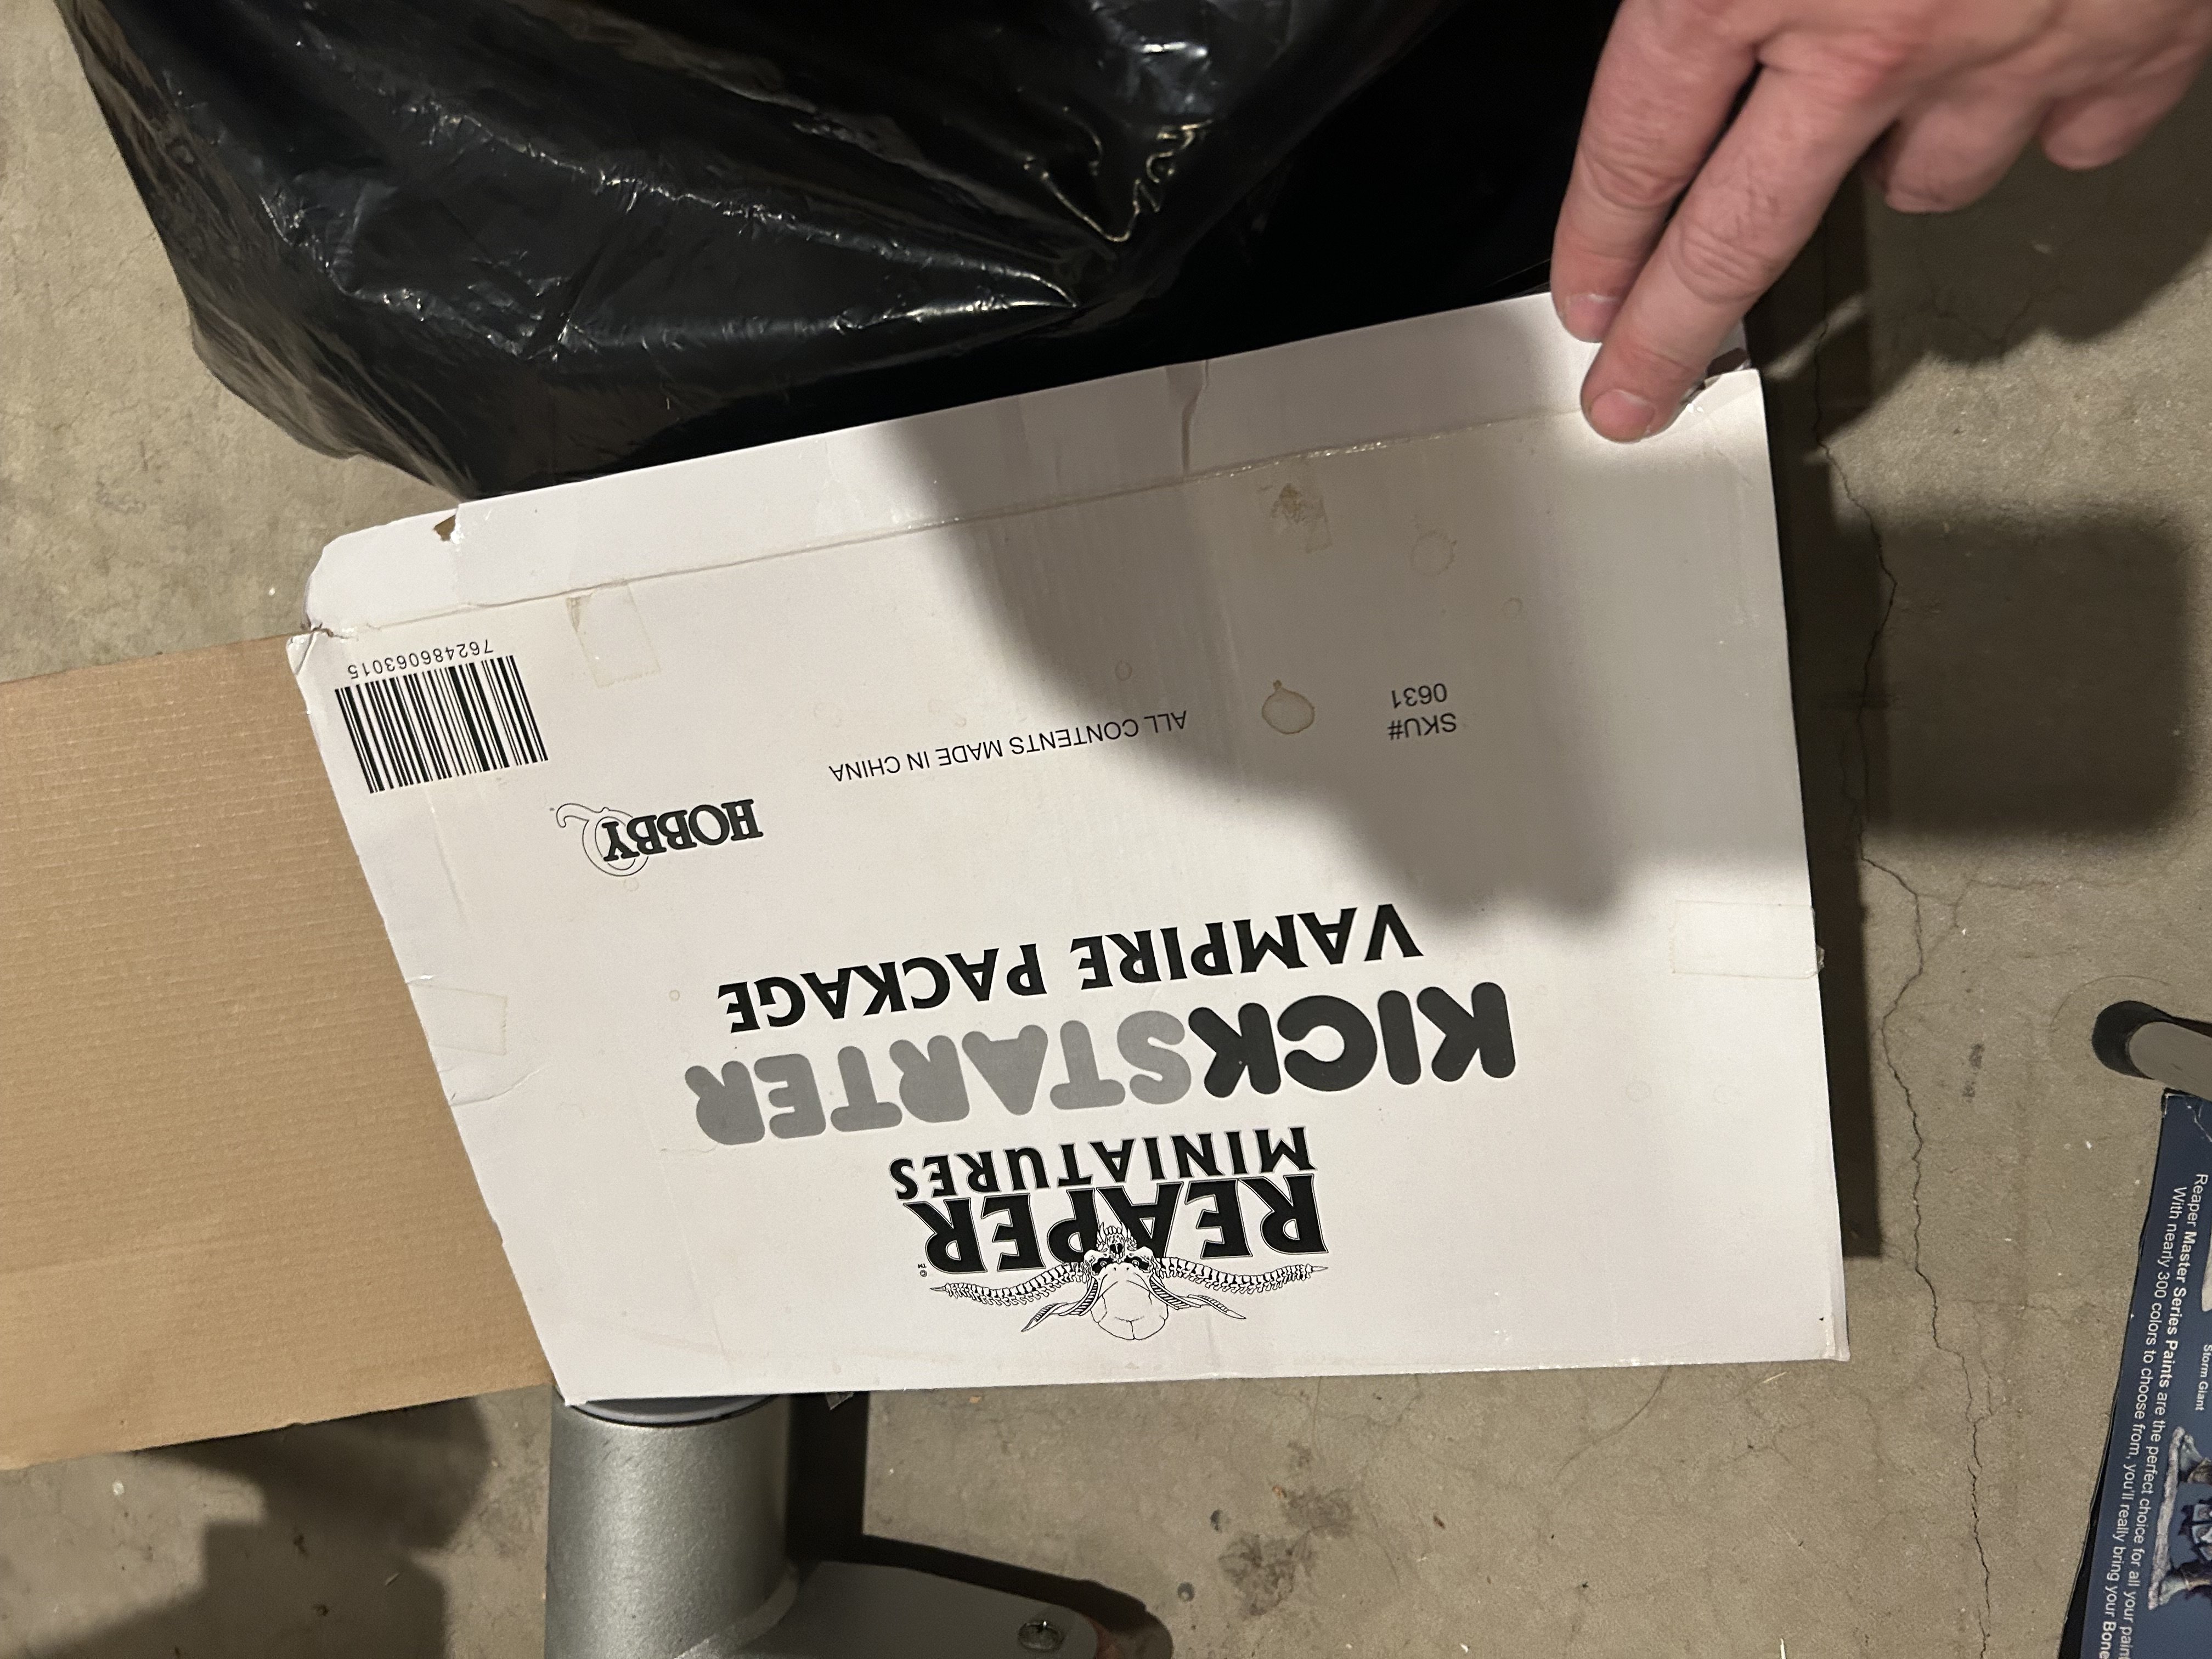 REAPER
MINIATURES
KICKSTARTER
VAMPIRE PACKAGE
HOBBY Q
SKU#
0631
ALL CONTENTS MADE IN CHINA
762486063015
Storm Giant
Reaper Master Series Paints are the perfect choice for all your paint
With nearly 300 colors to choose from, you'll really bring your Bone